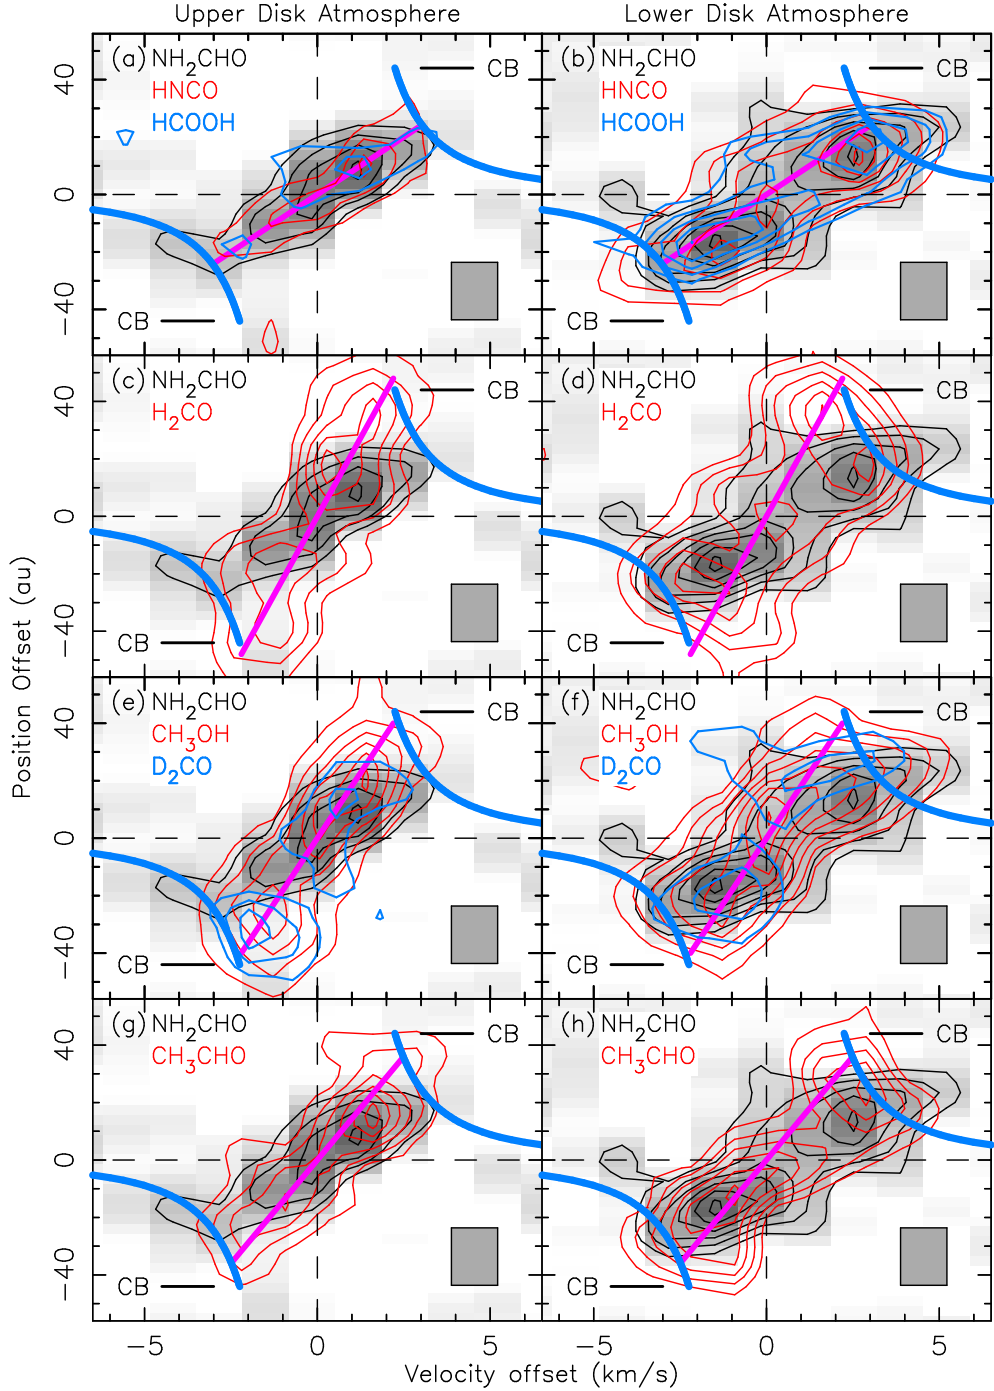 Upper Disk Atmosphere Lower Disk Atmosphere
(a) NH₂CHO CB (b) NH₂CHO CB
HNCO HNCO
HCOOH HCOOH
40
0
−40
CB CB
(c) NH₂CHO CB (d) NH₂CHO CB
H₂CO H₂CO
40
0
−40
CB CB
(e) NH₂CHO CB (f) NH₂CHO CB
CH₃OH CH₃OH
D₂CO D₂CO
40
0
−40
CB CB
(g) NH₂CHO CB (h) NH₂CHO CB
CH₃CHO CH₃CHO
40
0
−40
CB CB
Position Offset (au)
−5 0 5 −5 0 5
Velocity offset (km/s)